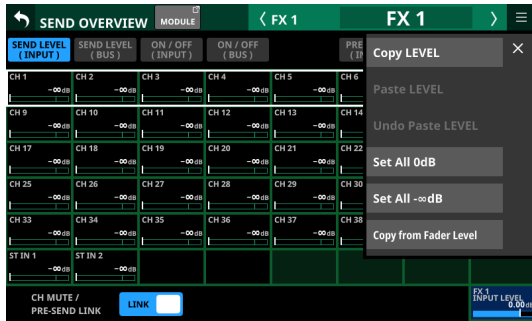 SEND OVERVIEW MODULE FX 1 FX 1
SEND LEVEL SEND LEVEL ON / OFF ON / OFF PRE
( INPUT ) ( BUS ) ( INPUT ) ( BUS ) ( IN
Copy LEVEL
Paste LEVEL
Undo Paste LEVEL
Set All 0dB
Set All -∞dB
Copy from Fader Level
CH 1 CH 2 CH 3 CH 4 CH 5 CH 6
-∞dB -∞dB -∞dB -∞dB -∞dB
CH 9 CH 10 CH 11 CH 12 CH 13 CH 14
-∞dB -∞dB -∞dB -∞dB -∞dB
CH 17 CH 18 CH 19 CH 20 CH 21 CH 22
-∞dB -∞dB -∞dB -∞dB -∞dB
CH 25 CH 26 CH 27 CH 28 CH 29 CH 30
-∞dB -∞dB -∞dB -∞dB -∞dB
CH 33 CH 34 CH 35 CH 36 CH 37 CH 38
-∞dB -∞dB -∞dB -∞dB -∞dB
ST IN 1 ST IN 2
-∞dB -∞dB
CH MUTE /
PRE-SEND LINK
LINK
FX 1
INPUT LEVEL
0.00dB